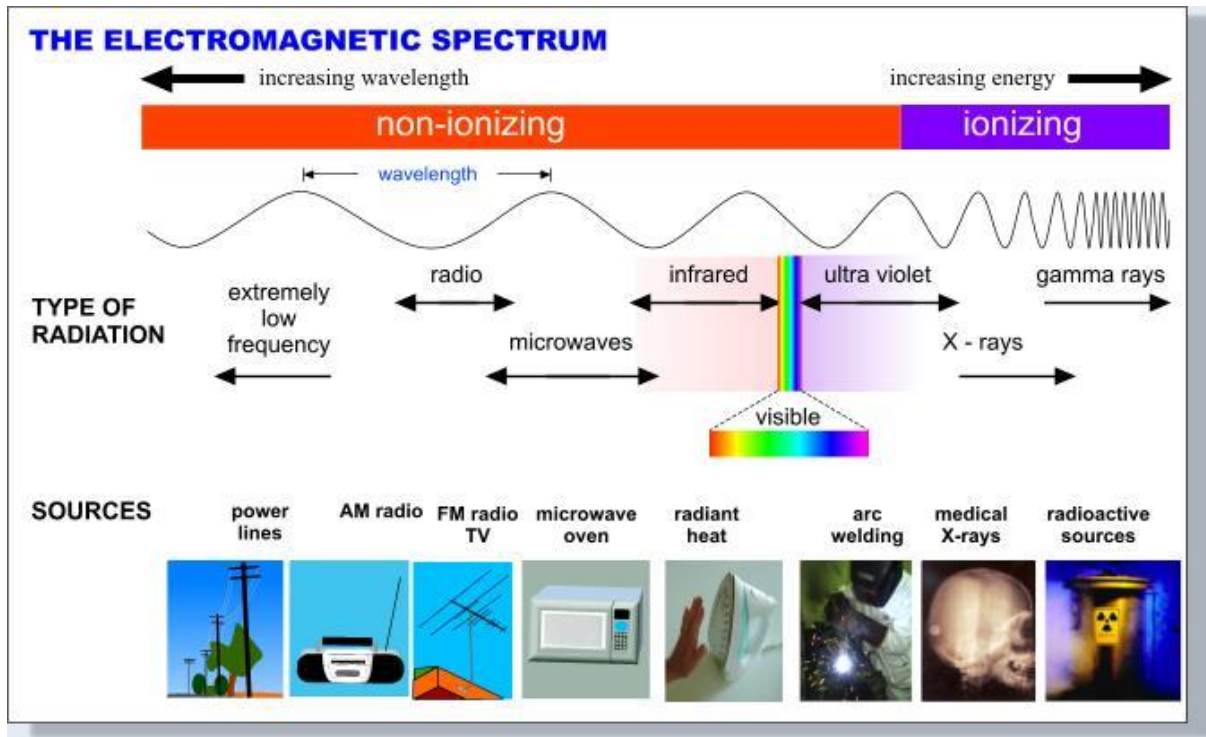 THE ELECTROMAGNETIC SPECTRUM
increasing wavelength
increasing energy
non-ionizing
ionizing
wavelength
TYPE OF
RADIATION
extremely
low
frequency
radio
microwaves
infrared
visible
ultra violet
X - rays
gamma rays
SOURCES
power
lines
AM radio
FM radio
TV
microwave
oven
radiant
heat
arc
welding
medical
X-rays
radioactive
sources